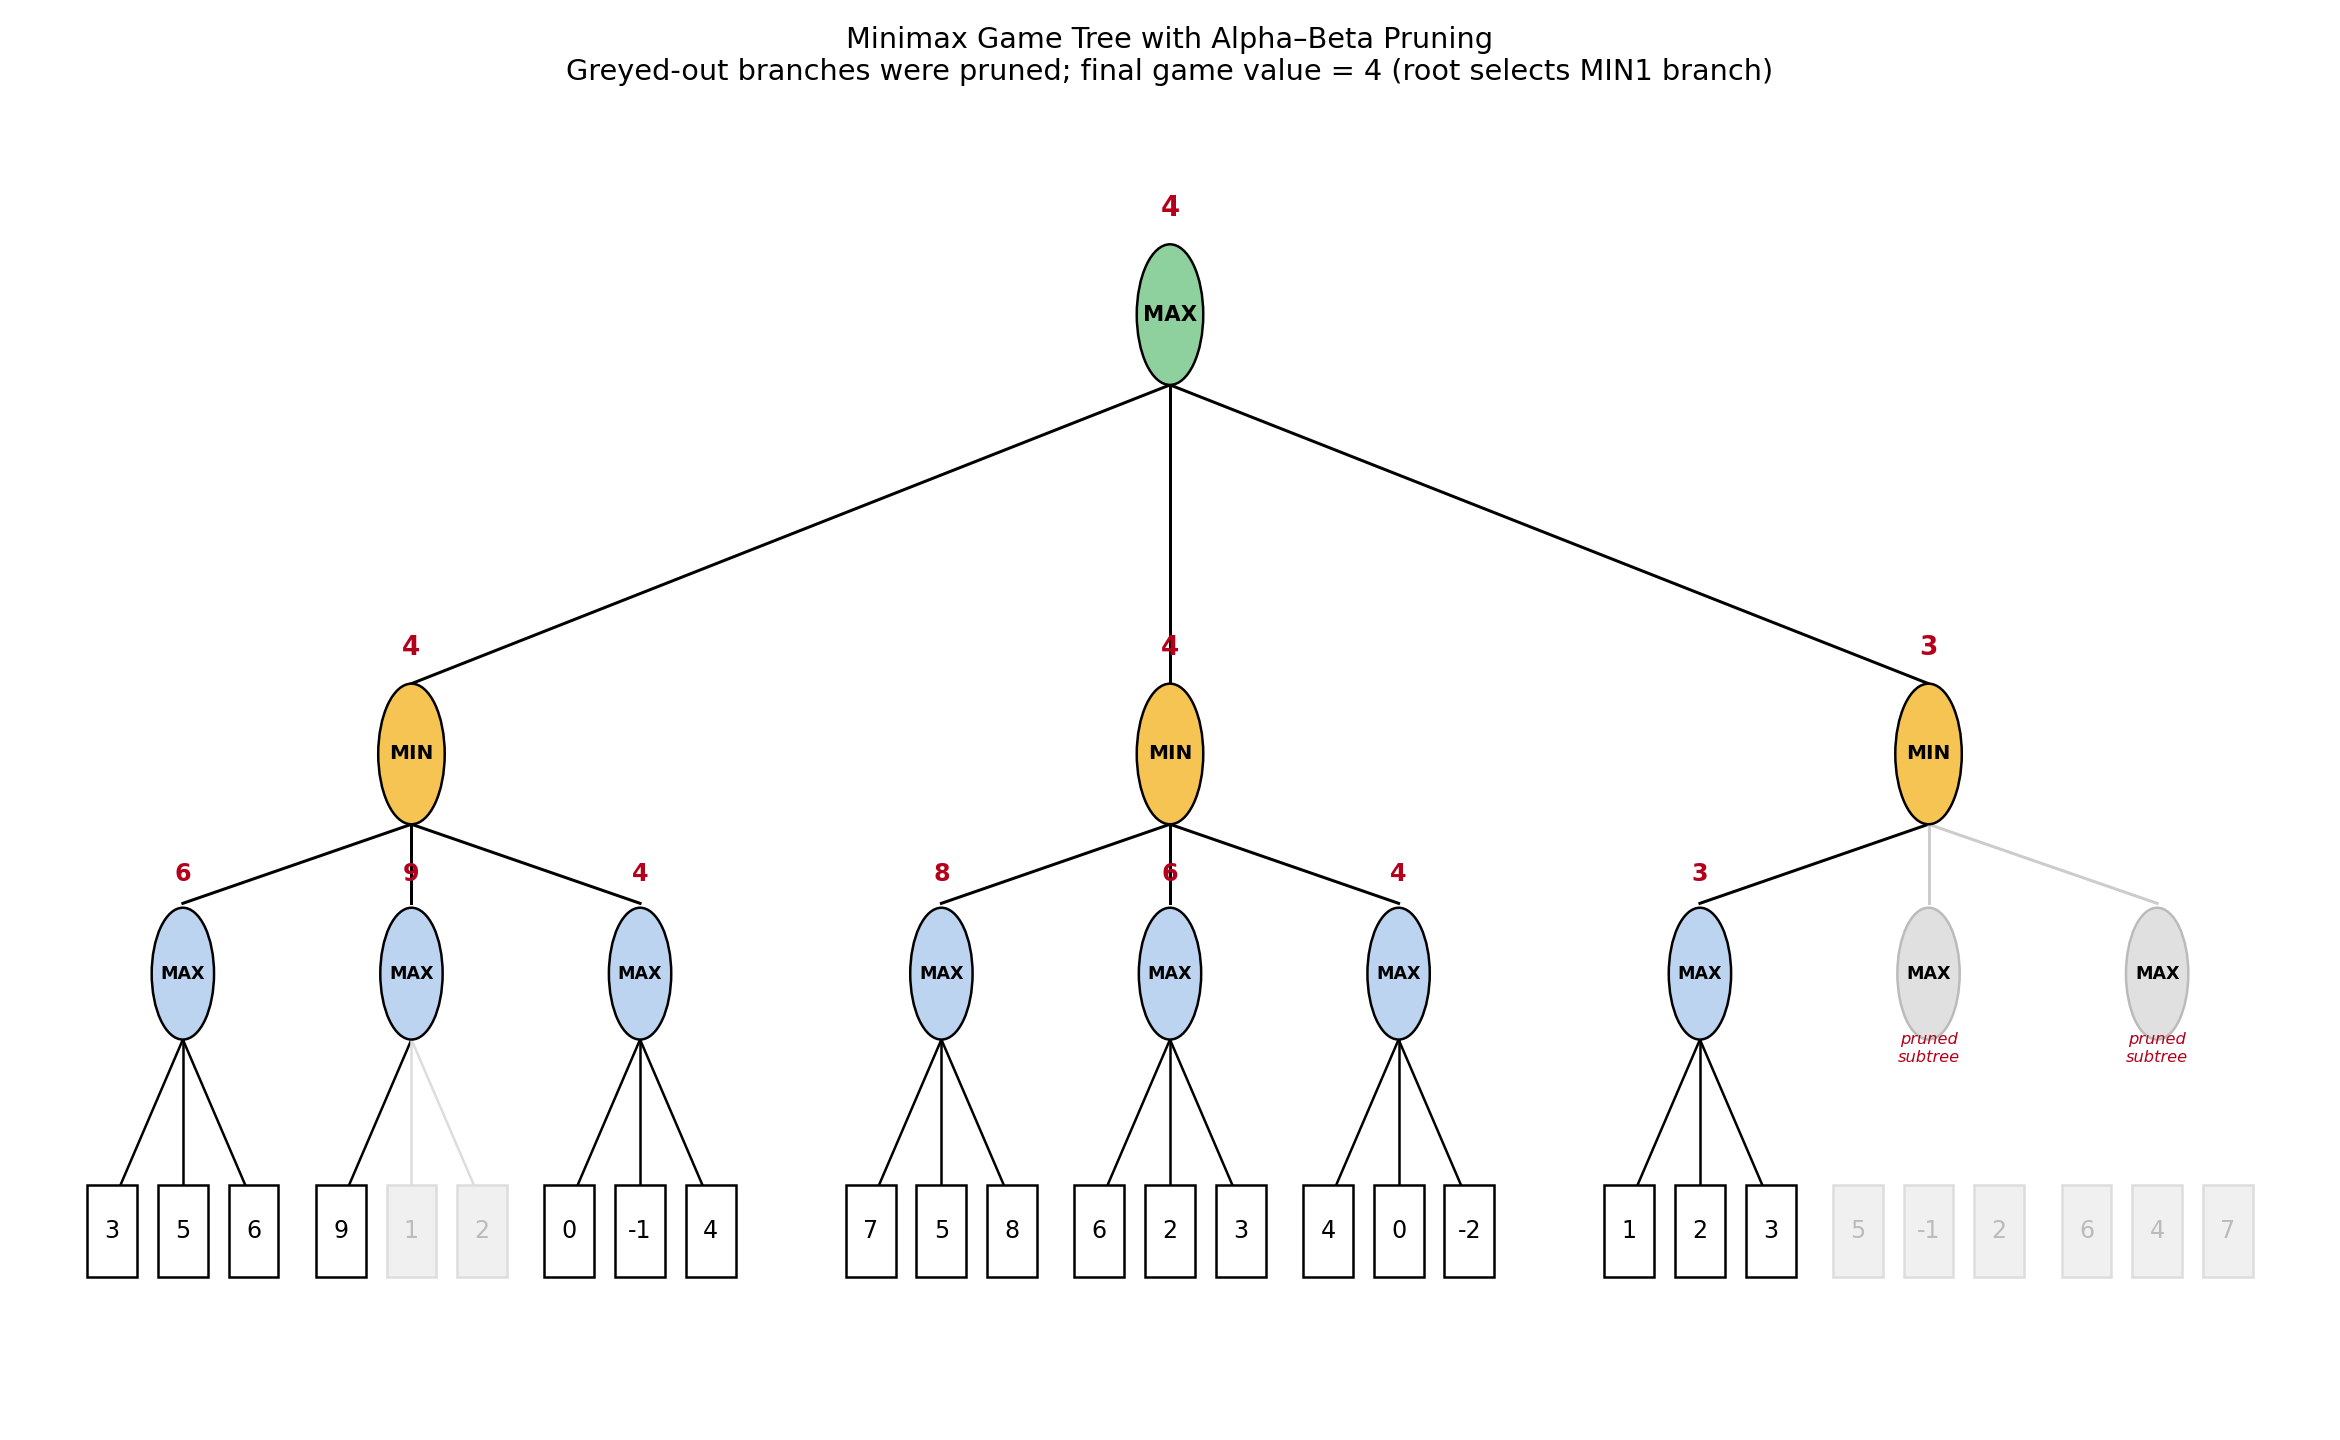 Minimax Game Tree with Alpha–Beta Pruning
Greyed-out branches were pruned; final game value = 4 (root selects MIN1 branch)
4
MAX
4 4 3
MIN MIN MIN
6 9 4 8 6 4 3
MAX MAX MAX MAX MAX MAX MAX MAX MAX
pruned pruned
subtree subtree
3 5 6 9 1 2 0 -1 4 7 5 8 6 2 3 4 0 -2 1 2 3 5 -1 2 6 4 7